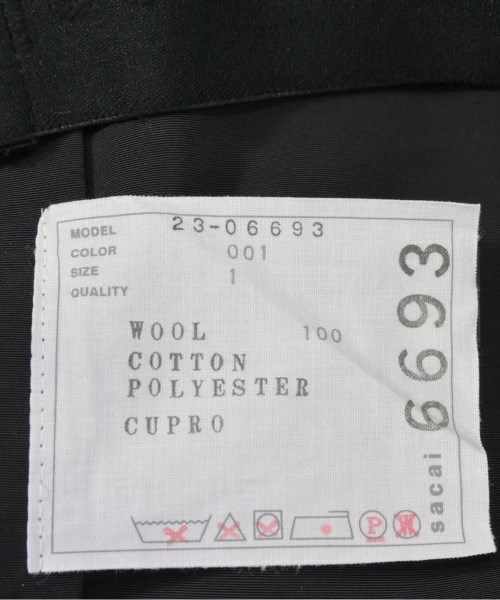 MODEL 23-06693
COLOR 001
SIZE 1
QUALITY
WOOL 100
COTTON
POLYESTER
CUPRO
P W
sacai 6693